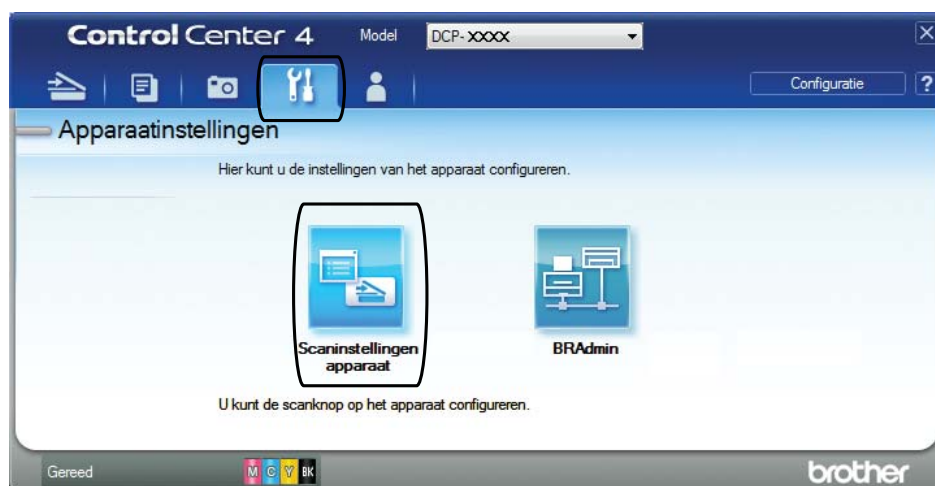 Control Center 4 Model DCP-XXXX X
Configuratie ?
Apparaatinstellingen
Hier kunt u de instellingen van het apparaat configureren.
Scaninstellingen
apparaat
BRAdmin
U kunt de scanknop op het apparaat configureren.
Gereed M C Y BK brother